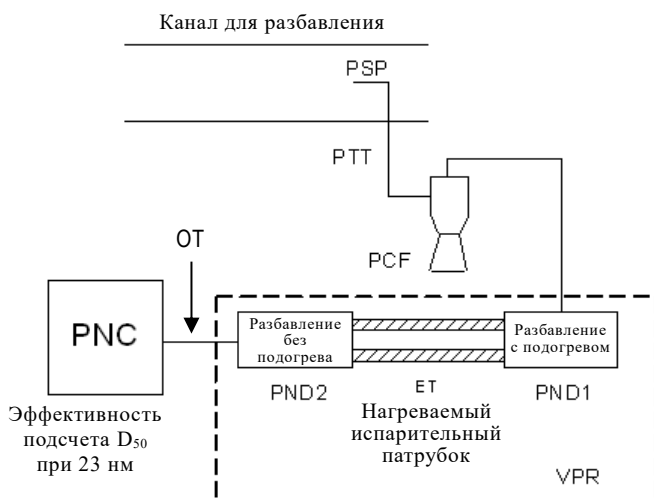 Канал для разбавления
PSP
PTT
PCF
OT
PNC
Разбавление
без
подогрева
Разбавление
с подогревом
PND2
ET
PND1
Нагреваемый
испарительный
патрубок
Эффективность
подсчета D₅₀
при 23 нм
VPR